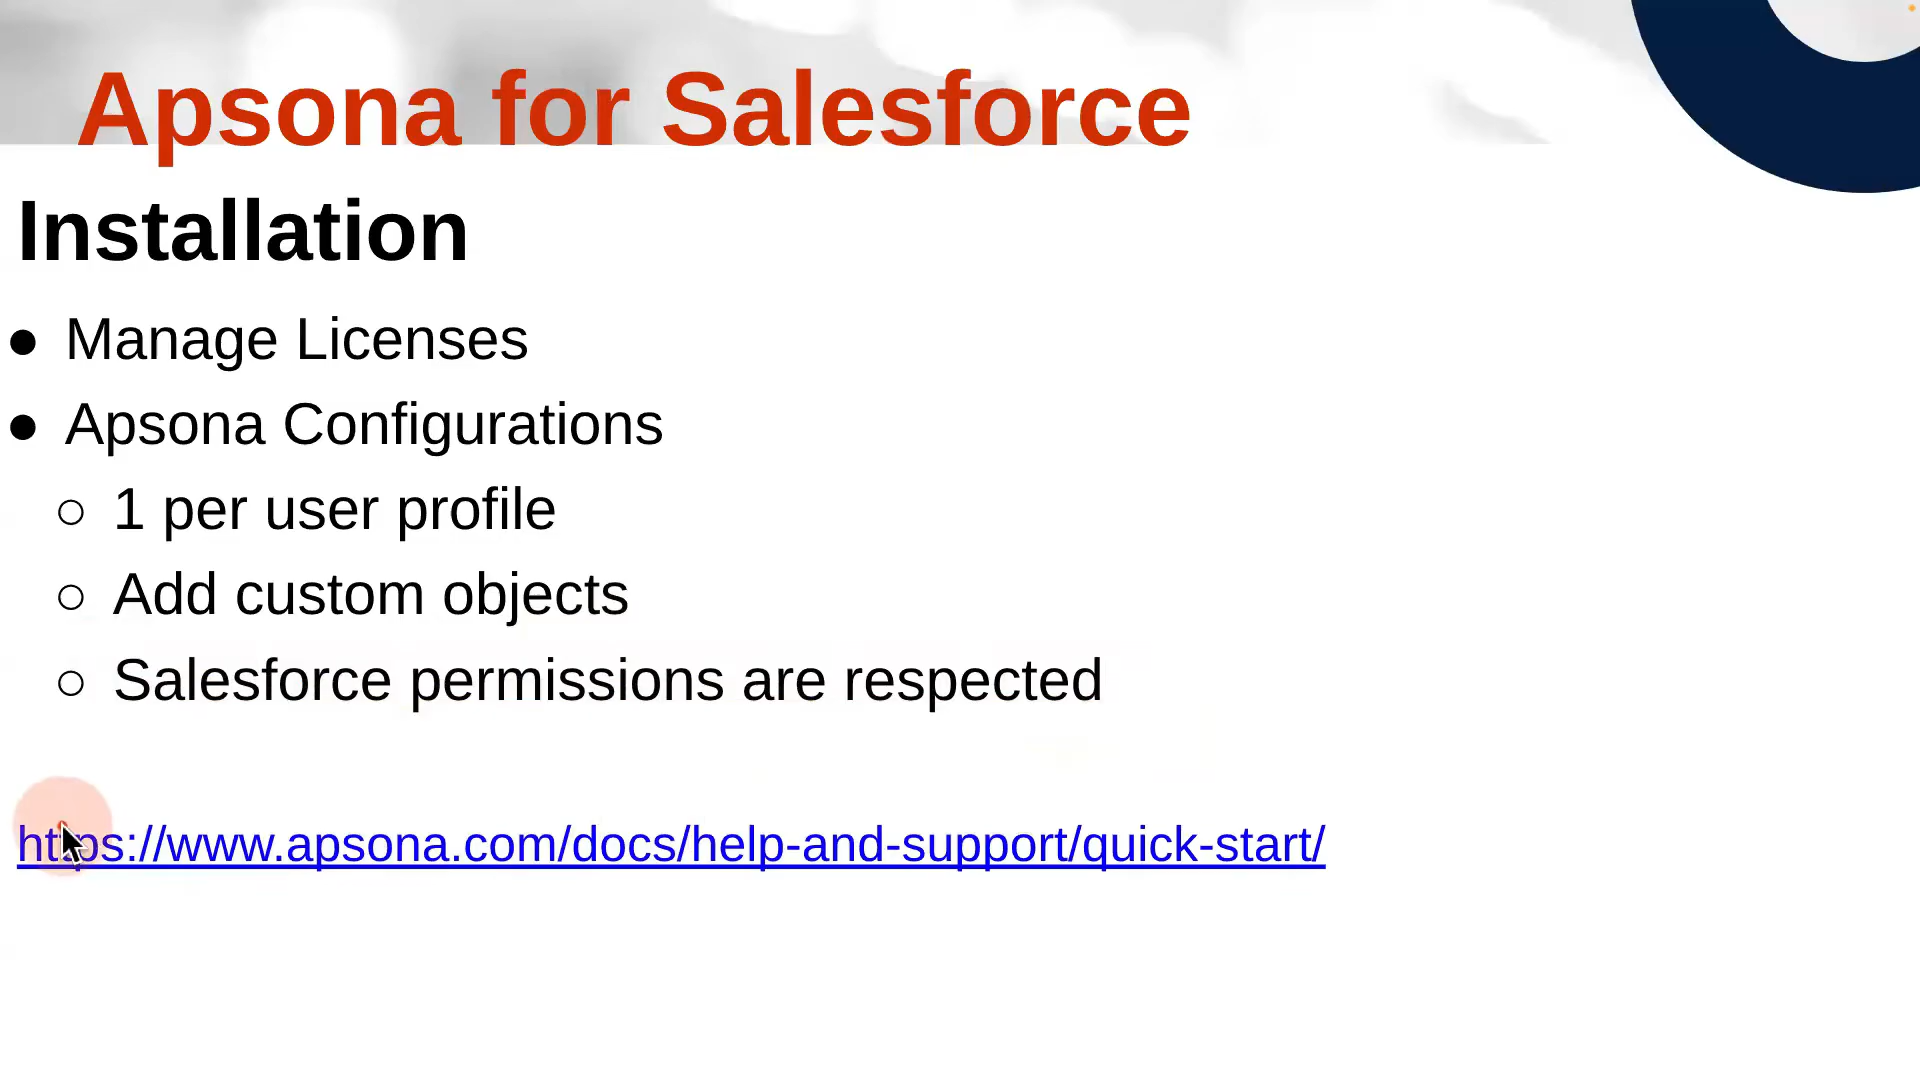 Apsona for Salesforce
Installation
● Manage Licenses
● Apsona Configurations
○ 1 per user profile
○ Add custom objects
○ Salesforce permissions are respected
https://www.apsona.com/docs/help-and-support/quick-start/